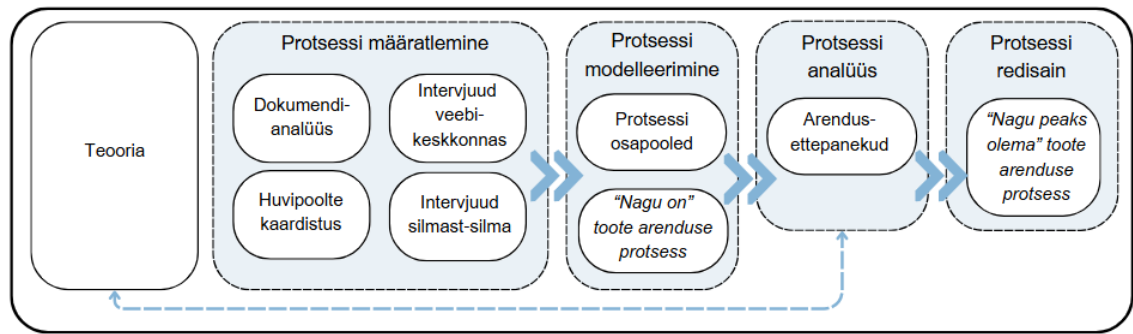 Teooria
Protsessi määratlemine
Dokumendi-
analüüs
Intervjuud
veebi-
keskkonnas
Huvipoolte
kaardistus
Intervjuud
silmast-silma
Protsessi
modelleerimine
Protsessi
osapooled
“Nagu on”
toote arenduse
protsess
Protsessi
analüüs
Arendus-
ettepanekud
Protsessi
redisain
“Nagu peaks
olema” toote
arenduse
protsess